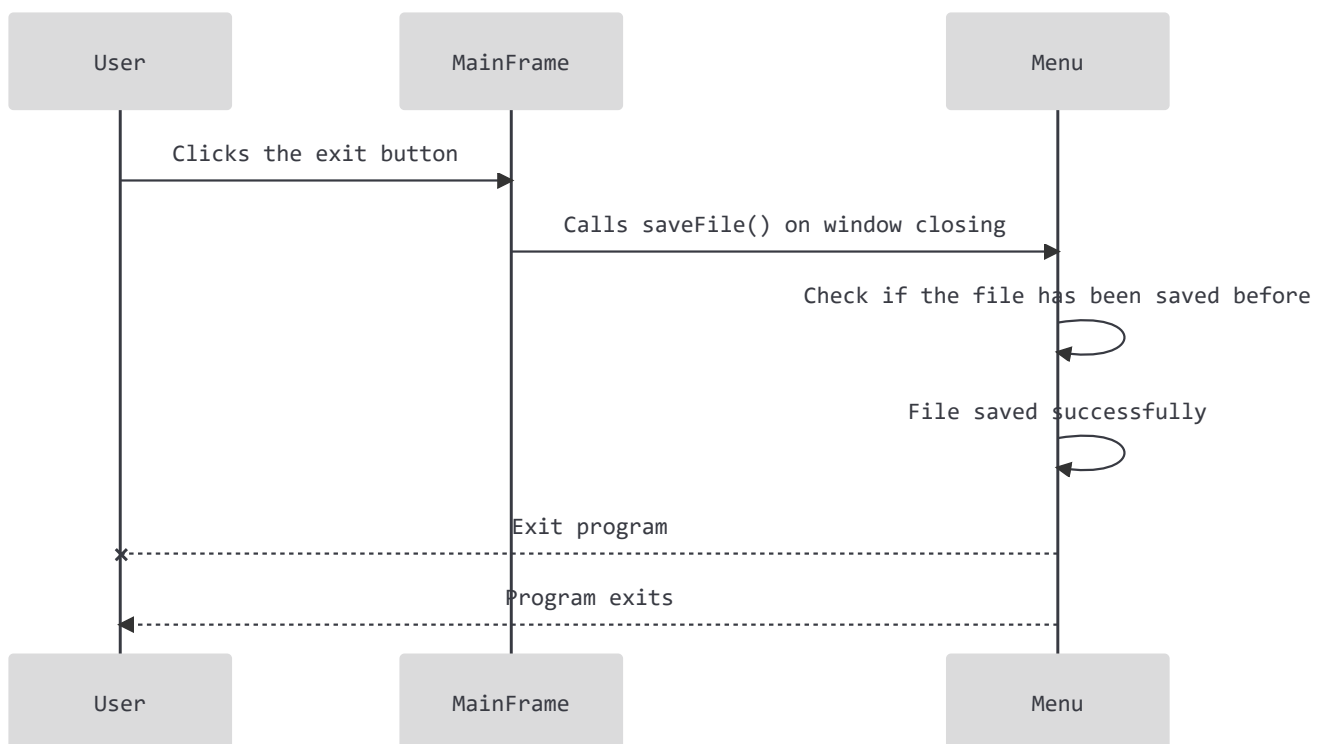 User
MainFrame
Menu
Clicks the exit button
Calls saveFile() on window closing
Check if the file has been saved before
File saved successfully
Exit program
Program exits
User
MainFrame
Menu